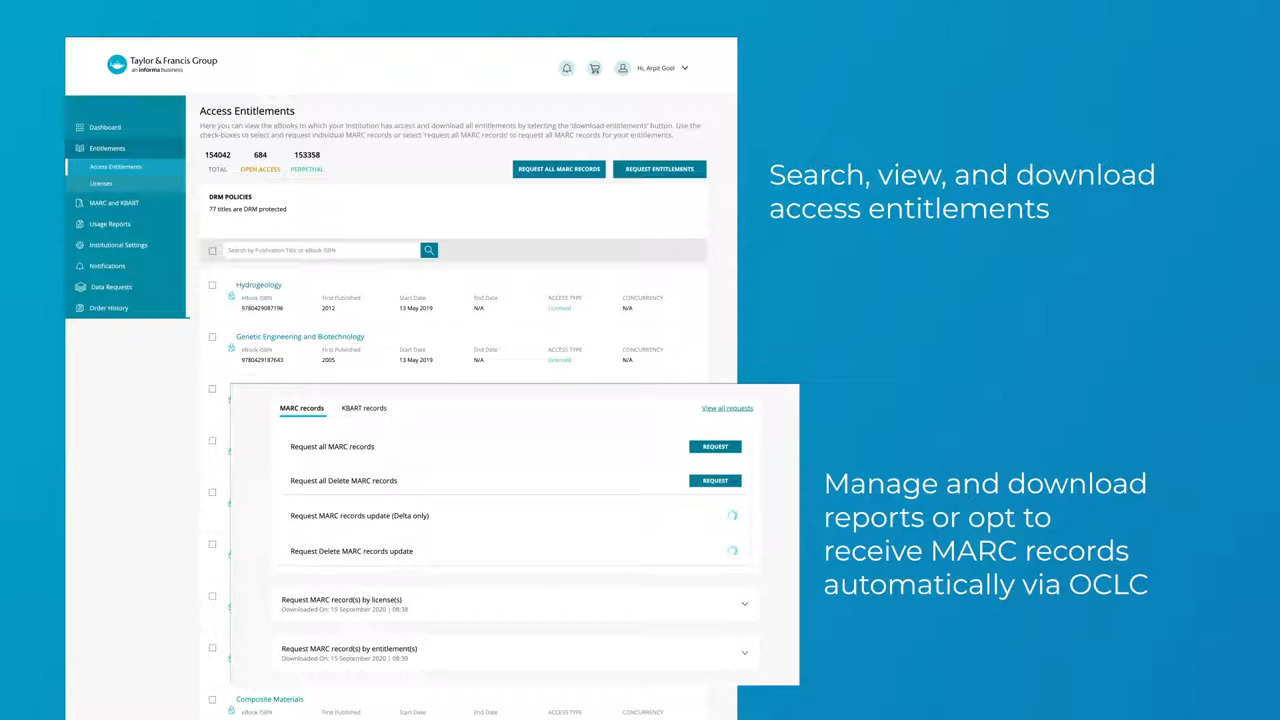 Taylor & Francis Group
an informa business
Hi, Arpit Goel
Dashboard
Entitlements
Access Entitlements
Licenses
MARC and KBART
Usage Reports
Institutional Settings
Notifications
Data Requests
Order History
Access Entitlements
Here you can view the eBooks to which your institution has access and download all entitlements by selecting the 'download entitlements' button. Use the
check-boxes to select and request individual MARC records or select 'request all MARC records' to request all MARC records for your entitlements.
154042 684 153358
TOTAL OPEN ACCESS PERPETUAL
REQUEST ALL MARC RECORDS REQUEST ENTITLEMENTS
DRM POLICIES
77 titles are DRM protected
Search by Publication Title or eBook ISBN
Hydrogeology
eBook ISBN First Published Start Date End Date ACCESS TYPE CONCURRENCY
9780429087196 2012 13 May 2019 N/A Licensed N/A
Genetic Engineering and Biotechnology
eBook ISBN First Published Start Date End Date ACCESS TYPE CONCURRENCY
9780429187643 2005 13 May 2019 N/A Licensed N/A
MARC records KBART records View all requests
Request all MARC records REQUEST
Request all Delete MARC records REQUEST
Request MARC records update (Delta only)
Request Delete MARC records update
Request MARC record(s) by license(s)
Downloaded On: 15 September 2020 | 08:38
Request MARC record(s) by entitlement(s)
Downloaded On: 15 September 2020 | 08:39
Composite Materials
eBook ISBN First Published Start Date End Date ACCESS TYPE CONCURRENCY
Search, view, and download
access entitlements
Manage and download
reports or opt to
receive MARC records
automatically via OCLC